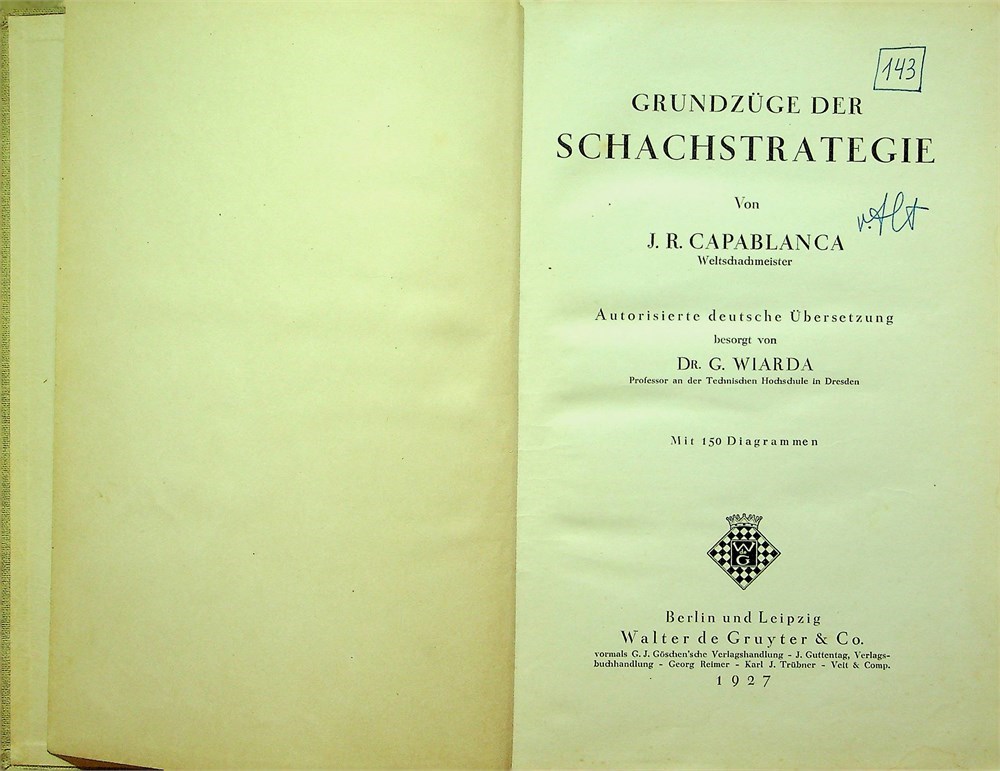 143
GRUNDZÜGE DER
SCHACHSTRATEGIE
Von
v. Alt
J. R. CAPABLANCA
Weltschachmeister
Autorisierte deutsche Übersetzung
besorgt von
DR. G. WIARDA
Professor an der Technischen Hochschule in Dresden
Mit 150 Diagrammen
W
G
Berlin und Leipzig
Walter de Gruyter & Co.
vormals G. J. Göschen'sche Verlagshandlung - J. Guttentag, Verlags-
buchhandlung - Georg Reimer - Karl J. Trübner - Veit & Comp.
1927